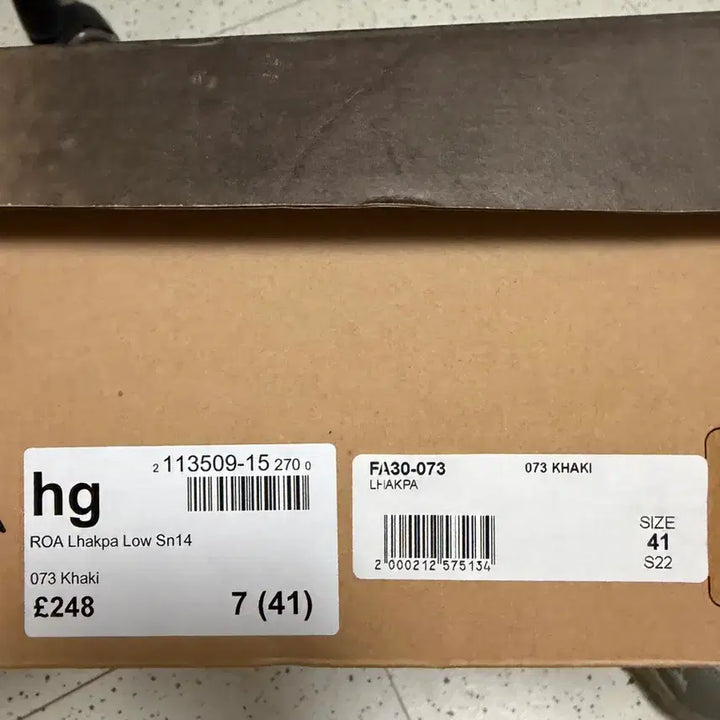 2 113509-15 270 0
hg
ROA Lhakpa Low Sn14
073 Khaki
£248 7 (41)
FA30-073 073 KHAKI
LHAKPA
2 000212 575134
SIZE
41
S22